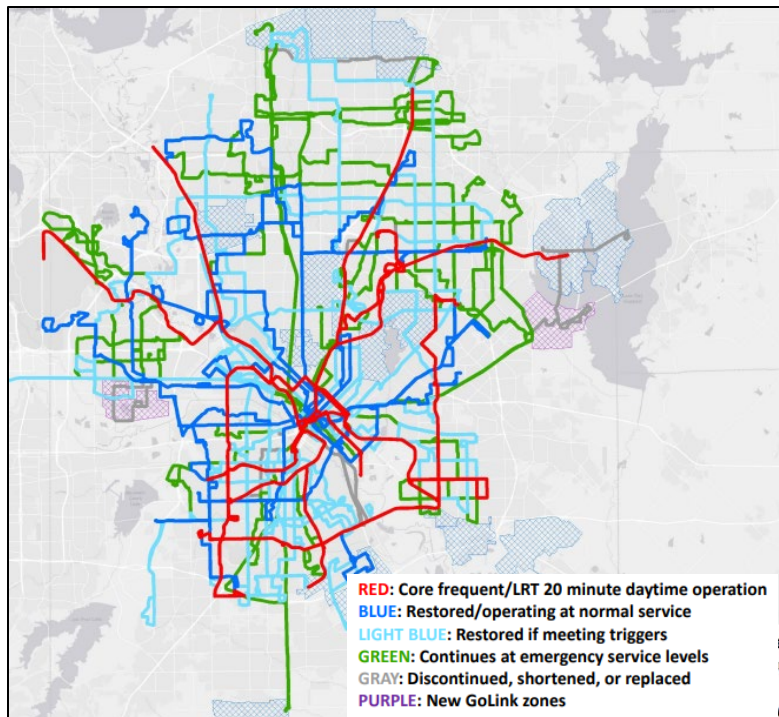 RED: Core frequent/LRT 20 minute daytime operation
BLUE: Restored/operating at normal service
LIGHT BLUE: Restored if meeting triggers
GREEN: Continues at emergency service levels
GRAY: Discontinued, shortened, or replaced
PURPLE: New GoLink zones